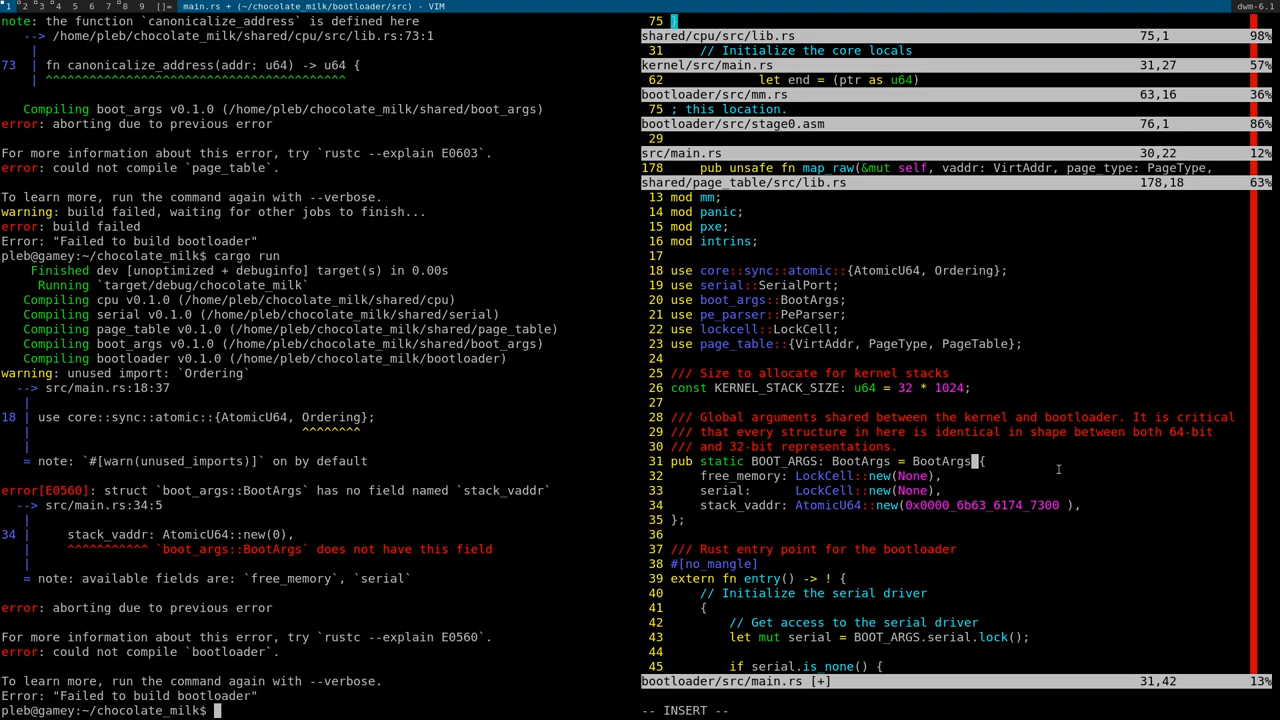 1 2 3 4 5 6 7 8 9 []= main.rs + (~/chocolate_milk/bootloader/src) - VIM dwm-6.1
note: the function `canonicalize_address` is defined here
--> /home/pleb/chocolate_milk/shared/cpu/src/lib.rs:73:1
|
73 | fn canonicalize_address(addr: u64) -> u64 {
| ^^^^^^^^^^^^^^^^^^^^^^^^^^^^^^^^^^^^^^^^^
Compiling boot_args v0.1.0 (/home/pleb/chocolate_milk/shared/boot_args)
error: aborting due to previous error
For more information about this error, try `rustc --explain E0603`.
error: could not compile `page_table`.
To learn more, run the command again with --verbose.
warning: build failed, waiting for other jobs to finish...
error: build failed
Error: "Failed to build bootloader"
pleb@gamey:~/chocolate_milk$ cargo run
Finished dev [unoptimized + debuginfo] target(s) in 0.00s
Running `target/debug/chocolate_milk`
Compiling cpu v0.1.0 (/home/pleb/chocolate_milk/shared/cpu)
Compiling serial v0.1.0 (/home/pleb/chocolate_milk/shared/serial)
Compiling page_table v0.1.0 (/home/pleb/chocolate_milk/shared/page_table)
Compiling boot_args v0.1.0 (/home/pleb/chocolate_milk/shared/boot_args)
Compiling bootloader v0.1.0 (/home/pleb/chocolate_milk/bootloader)
warning: unused import: `Ordering`
--> src/main.rs:18:37
|
18 | use core::sync::atomic::{AtomicU64, Ordering};
| ^^^^^^^^
|
= note: `#[warn(unused_imports)]` on by default
error[E0560]: struct `boot_args::BootArgs` has no field named `stack_vaddr`
--> src/main.rs:34:5
|
34 | stack_vaddr: AtomicU64::new(0),
| ^^^^^^^^^^^ `boot_args::BootArgs` does not have this field
|
= note: available fields are: `free_memory`, `serial`
error: aborting due to previous error
For more information about this error, try `rustc --explain E0560`.
error: could not compile `bootloader`.
To learn more, run the command again with --verbose.
Error: "Failed to build bootloader"
pleb@gamey:~/chocolate_milk$
75 }
shared/cpu/src/lib.rs 75,1 98%
31 // Initialize the core locals
kernel/src/main.rs 31,27 57%
62 let end = (ptr as u64)
bootloader/src/mm.rs 63,16 36%
75 ; this location.
bootloader/src/stage0.asm 76,1 86%
29
src/main.rs 30,22 12%
178 pub unsafe fn map_raw(&mut self, vaddr: VirtAddr, page_type: PageType,
shared/page_table/src/lib.rs 178,18 63%
13 mod mm;
14 mod panic;
15 mod pxe;
16 mod intrins;
17
18 use core::sync::atomic::{AtomicU64, Ordering};
19 use serial::SerialPort;
20 use boot_args::BootArgs;
21 use pe_parser::PeParser;
22 use lockcell::LockCell;
23 use page_table::{VirtAddr, PageType, PageTable};
24
25 /// Size to allocate for kernel stacks
26 const KERNEL_STACK_SIZE: u64 = 32 * 1024;
27
28 /// Global arguments shared between the kernel and bootloader. It is critical
29 /// that every structure in here is identical in shape between both 64-bit
30 /// and 32-bit representations.
31 pub static BOOT_ARGS: BootArgs = BootArgs {
32 free_memory: LockCell::new(None),
33 serial: LockCell::new(None),
34 stack_vaddr: AtomicU64::new(0x0000_6b63_6174_7300 ),
35 };
36
37 /// Rust entry point for the bootloader
38 #[no_mangle]
39 extern fn entry() -> ! {
40 // Initialize the serial driver
41 {
42 // Get access to the serial driver
43 let mut serial = BOOT_ARGS.serial.lock();
44
45 if serial.is_none() {
bootloader/src/main.rs [+] 31,42 13%
-- INSERT --